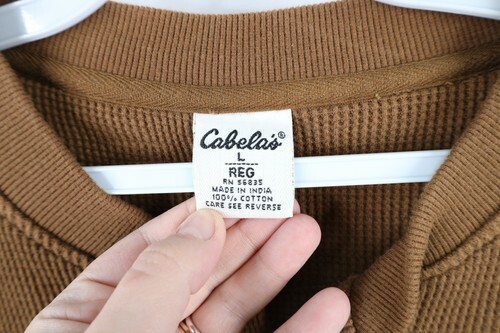 Cabela's®
L
REG
RN 56835
MADE IN INDIA
100% COTTON
CARE SEE REVERSE